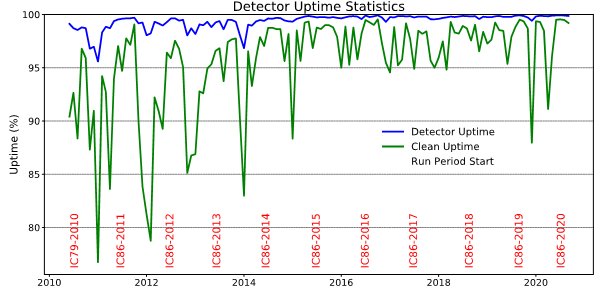 Detector Uptime Statistics
100
95
90
85
80
Uptime (%)
Detector Uptime
Clean Uptime
Run Period Start
IC79-2010
IC86-2011
IC86-2012
IC86-2013
IC86-2014
IC86-2015
IC86-2016
IC86-2017
IC86-2018
IC86-2019
IC86-2020
2010
2012
2014
2016
2018
2020